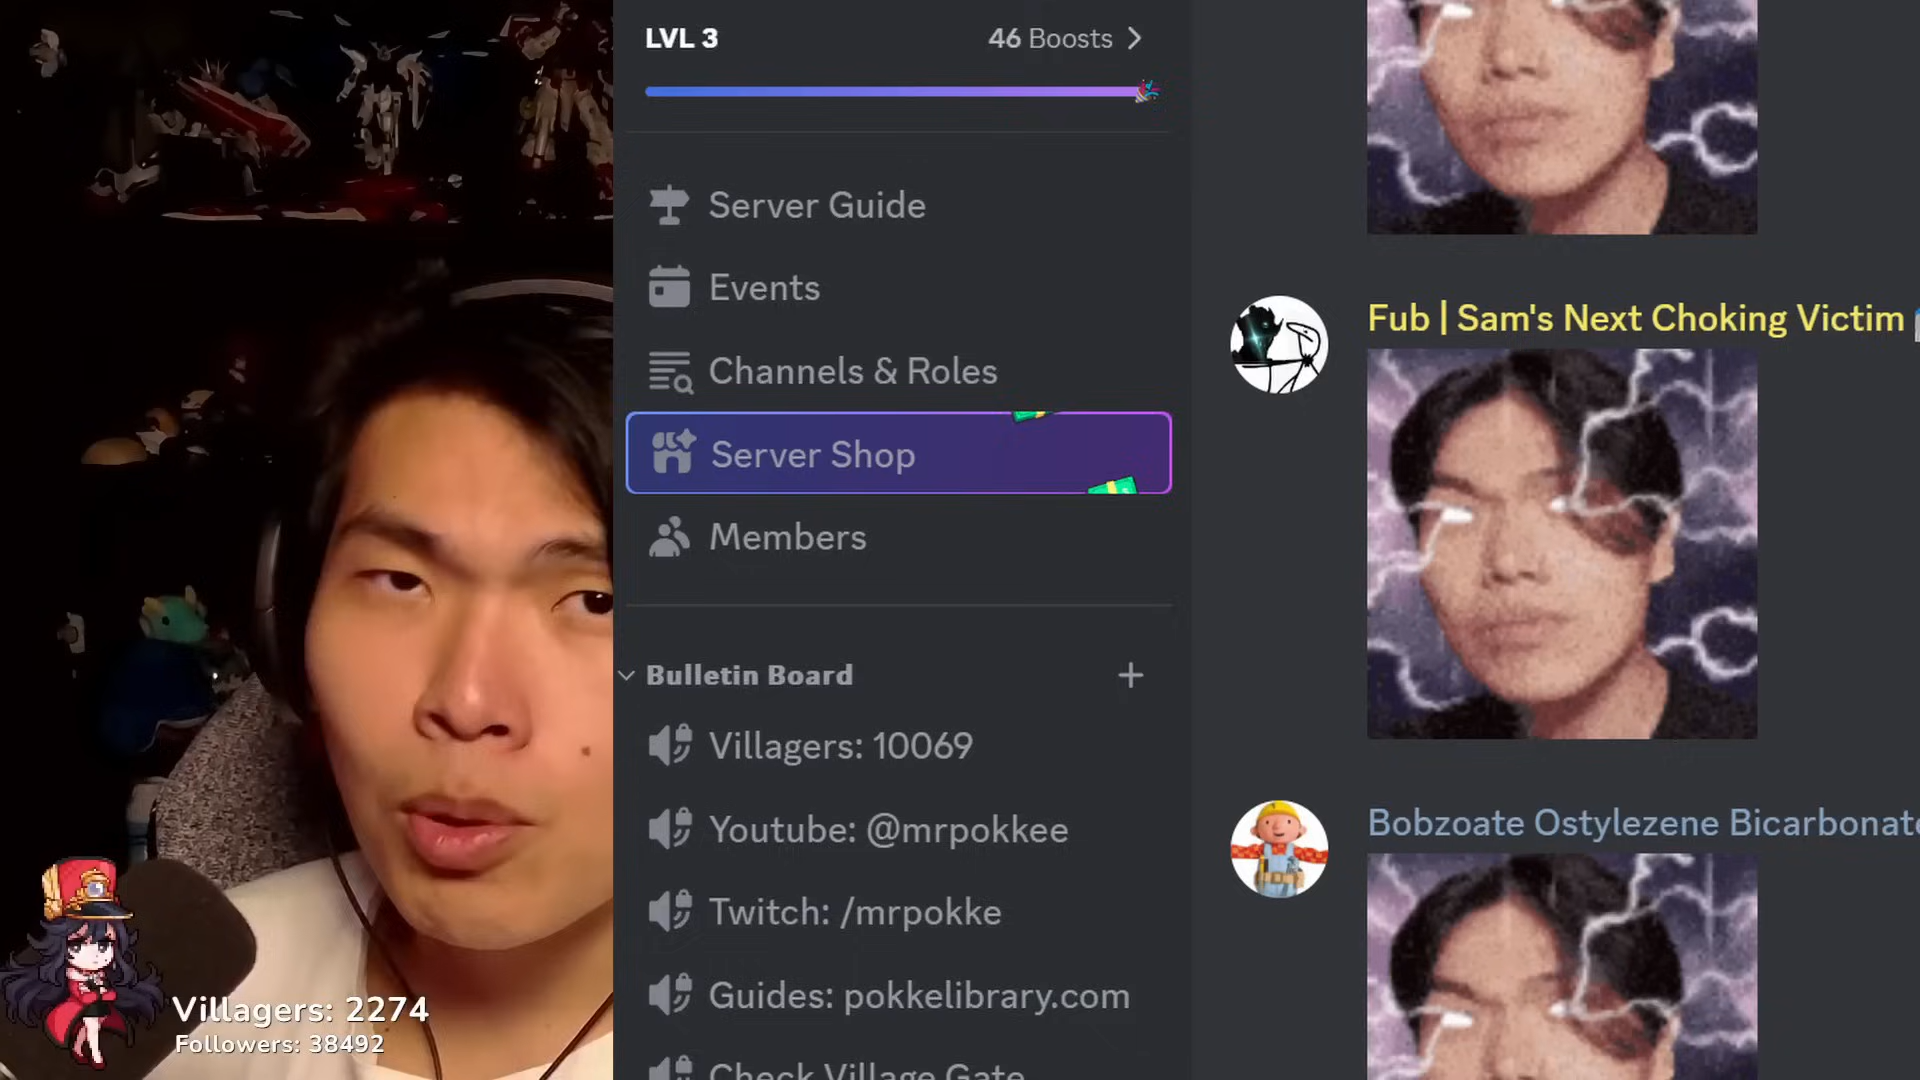 LVL 3
46 Boosts
Server Guide
Events
Channels & Roles
Server Shop
Members
Bulletin Board
Villagers: 10069
Youtube: @mrpokkee
Twitch: /mrpokke
Guides: pokkelibrary.com
Check Village Gate
Fub | Sam's Next Choking Victim
Bobzoate Ostylezene Bicarbonate
Villagers: 2274
Followers: 38492